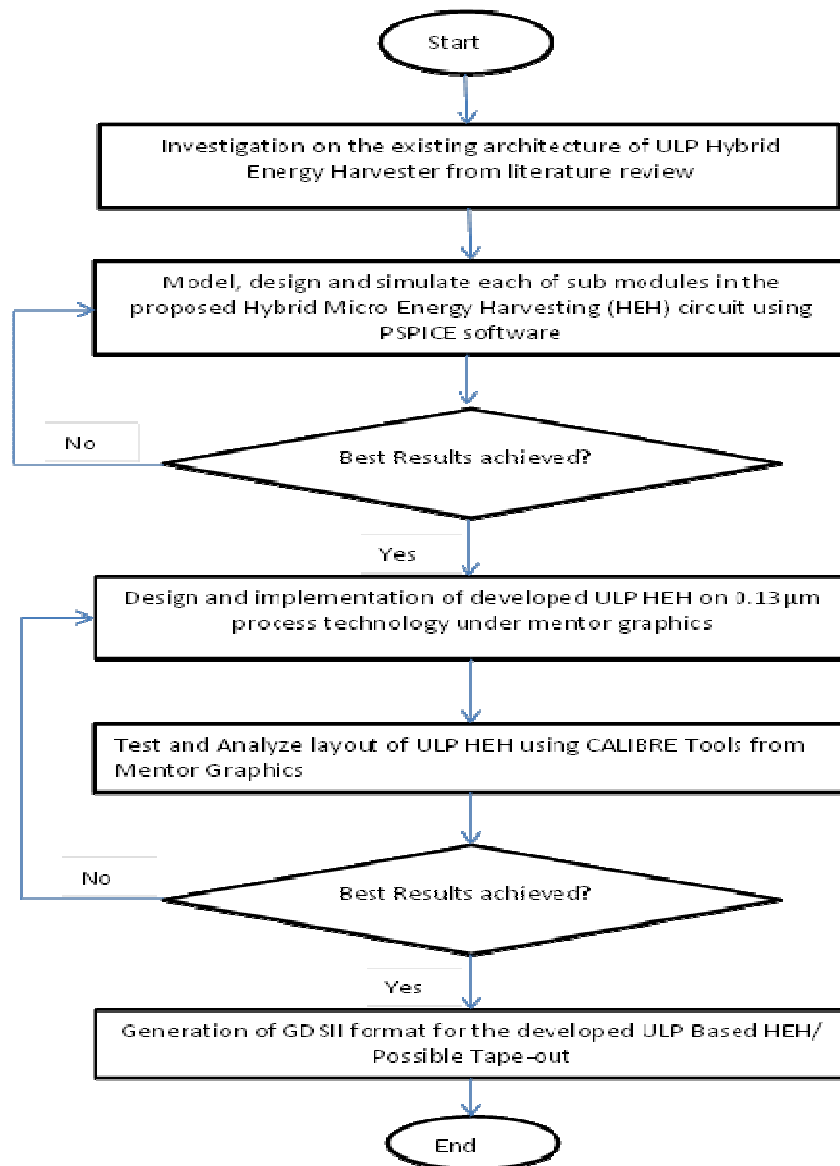 Start
Investigation on the existing architecture of ULP Hybrid
Energy Harvester from literature review
Model, design and simulate each of sub modules in the
proposed Hybrid Micro Energy Harvesting (HEH) circuit using
PSPICE software
No
Best Results achieved?
Yes
Design and implementation of developed ULP HEH on 0.13 µm
process technology under mentor graphics
Test and Analyze layout of ULP HEH using CALIBRE Tools from
Mentor Graphics
No
Best Results achieved?
Yes
Generation of GDSII format for the developed ULP Based HEH/
Possible Tape-out
End